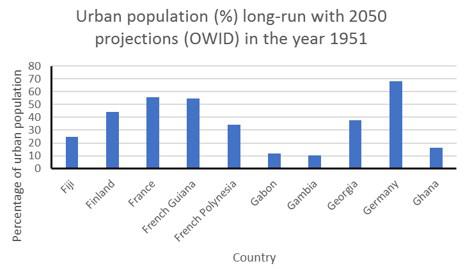 Urban population (%) long-run with 2050
projections (OWID) in the year 1951
Percentage of urban population
80
70
60
50
40
30
20
10
0
Fiji
Finland
France
French Guiana
French Polynesia
Gabon
Gambia
Georgia
Germany
Ghana
Country